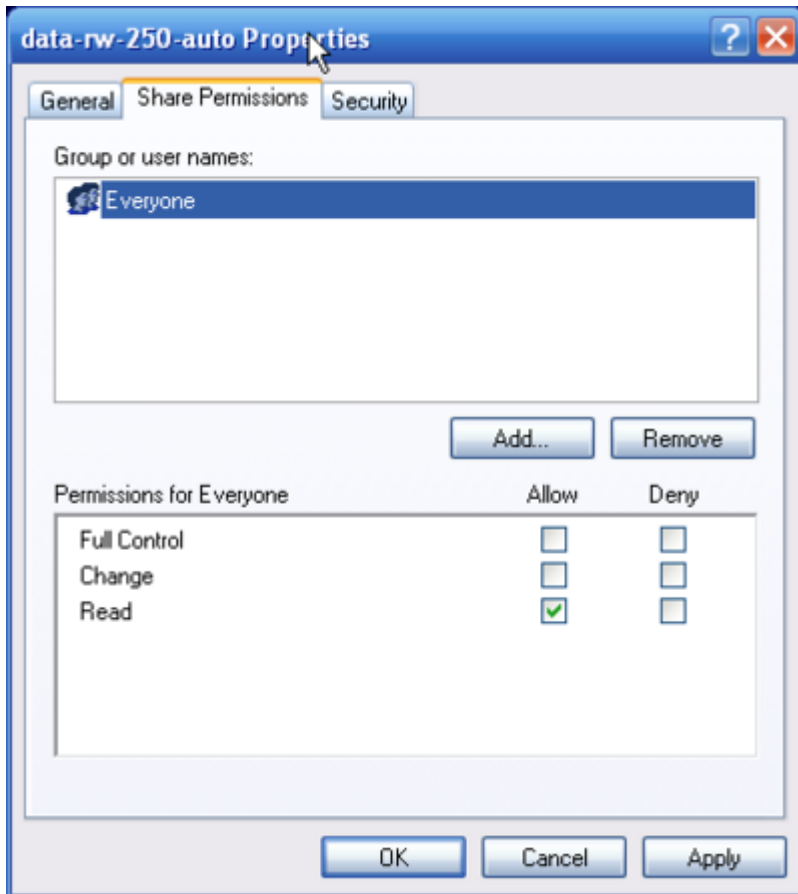 data-rw-250-auto Properties
General Share Permissions Security
Group or user names:
Everyone
Add... Remove
Permissions for Everyone Allow Deny
Full Control
Change
Read
OK Cancel Apply